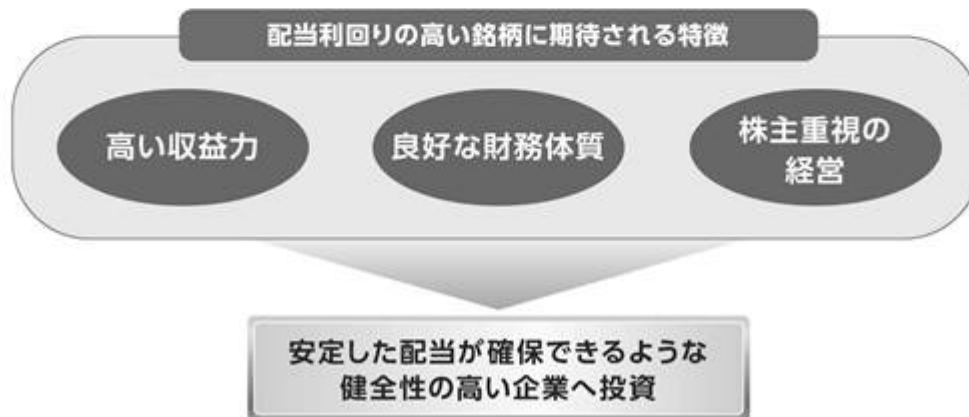 配当利回りの高い銘柄に期待される特徴
高い収益力
良好な財務体質
株主重視の
経営
安定した配当が確保できるような
健全性の高い企業へ投資